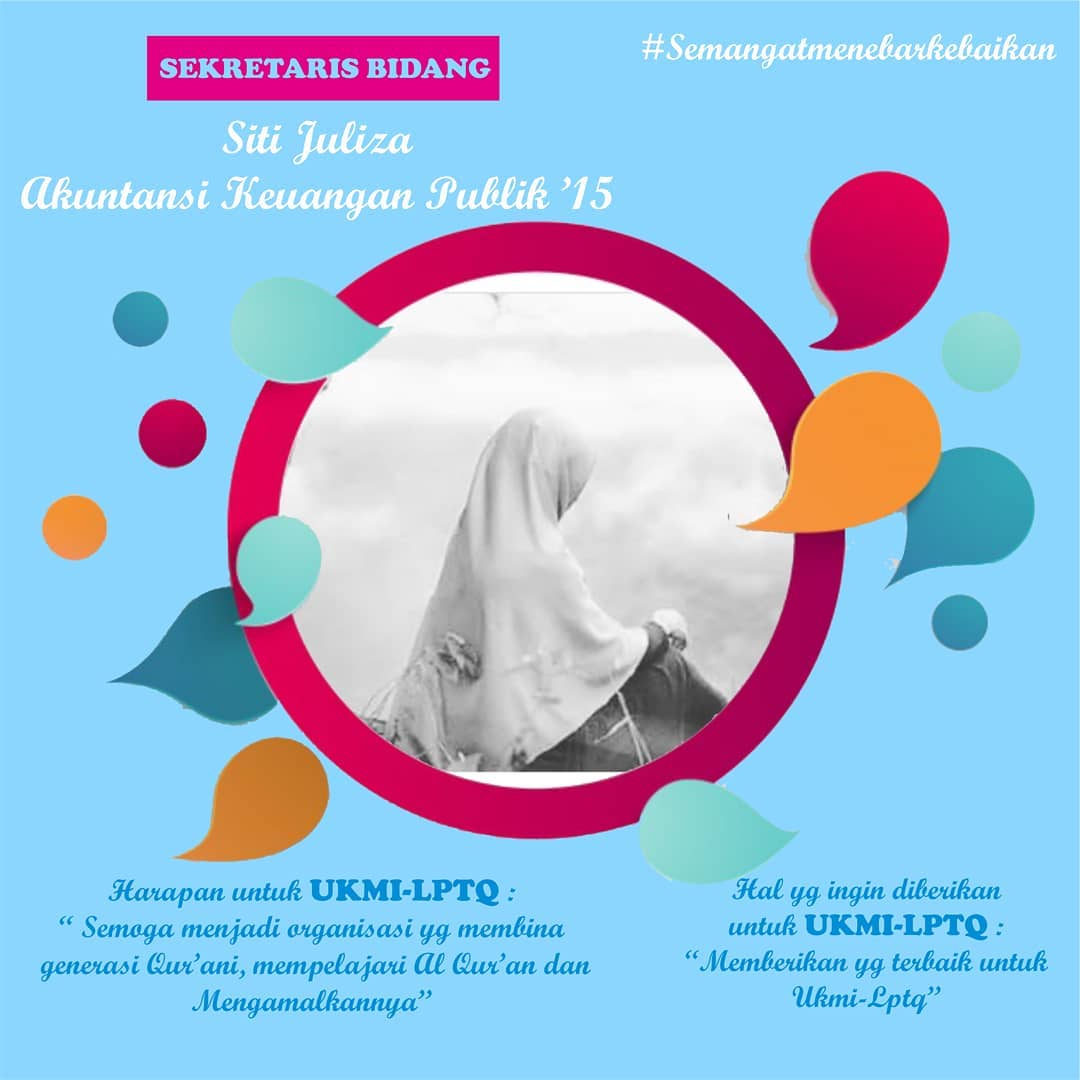 SEKRETARIS BIDANG
#Semangatmenebarkebaikan
Siti Juliza
Akuntansi Keuangan Publik ’15
Harapan untuk UKMI-LPTQ :
“ Semoga menjadi organisasi yg membina
generasi Qur’ani, mempelajari Al Qur’an dan
Mengamalkannya”
Hal yg ingin diberikan
untuk UKMI-LPTQ :
“Memberikan yg terbaik untuk
Ukmi-Lptq”